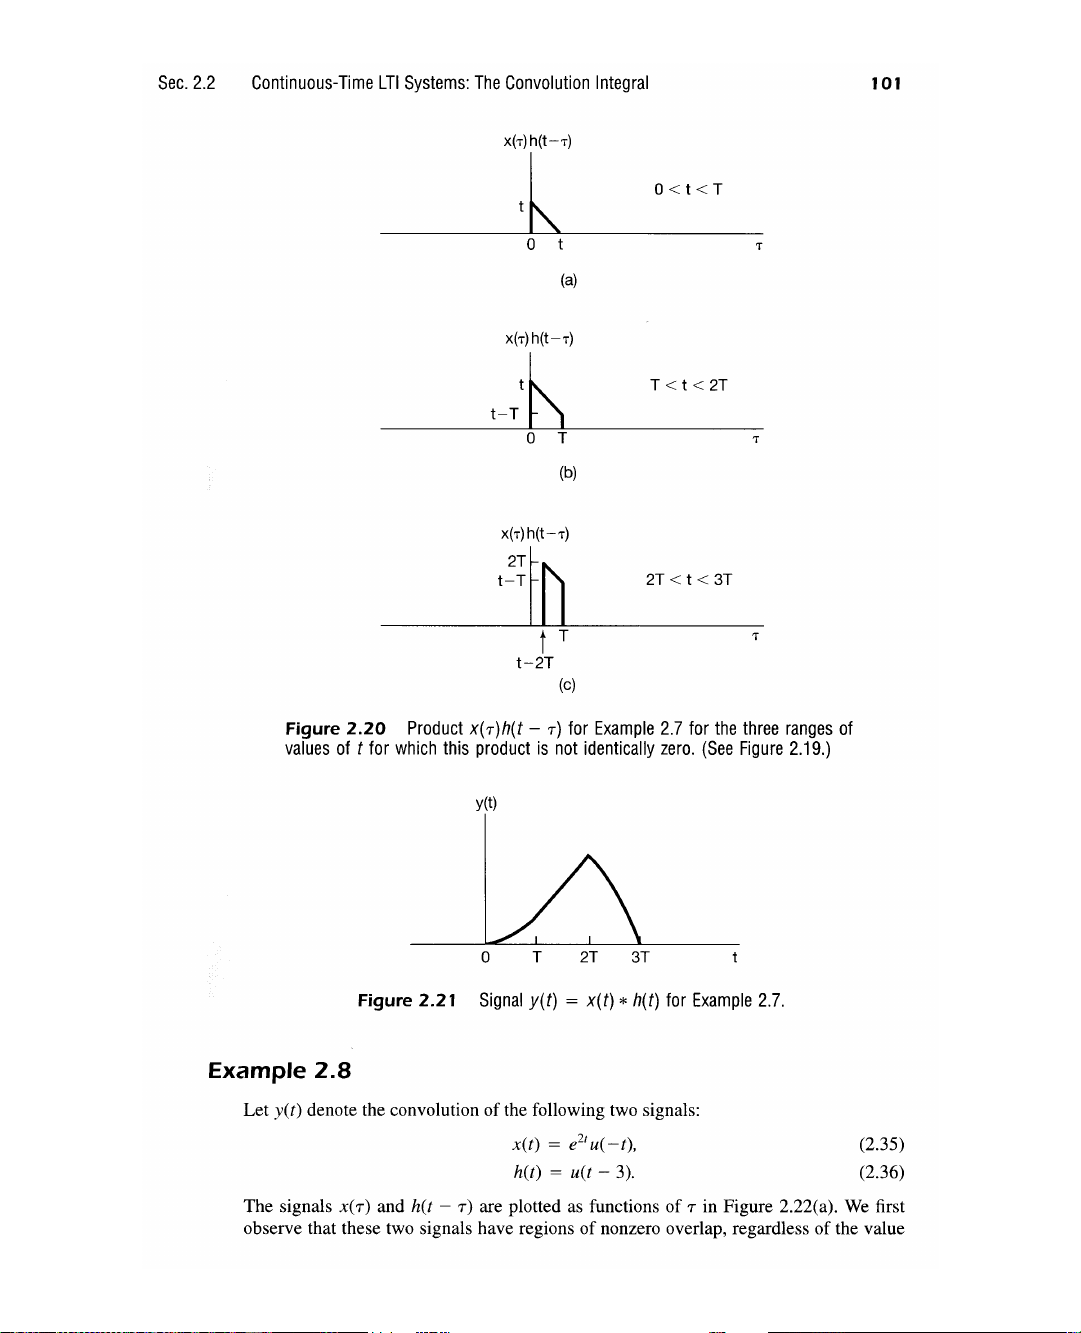 Sec. 2.2 Continuous-Time LTI Systems: The Convolution Integral 101
x(τ)h(t−τ)
0 < t < T
t
0 t τ
(a)
x(τ)h(t−τ)
t
T < t < 2T
t−T
0 T τ
(b)
x(τ)h(t−τ)
2T
t−T
2T < t < 3T
T τ
t−2T
(c)
Figure 2.20 Product x(τ)h(t − τ) for Example 2.7 for the three ranges of
values of t for which this product is not identically zero. (See Figure 2.19.)
y(t)
0 T 2T 3T t
Figure 2.21 Signal y(t) = x(t) * h(t) for Example 2.7.
Example 2.8
Let y(t) denote the convolution of the following two signals:
x(t) = e^{2t}u(−t), (2.35)
h(t) = u(t − 3). (2.36)
The signals x(τ) and h(t − τ) are plotted as functions of τ in Figure 2.22(a). We first
observe that these two signals have regions of nonzero overlap, regardless of the value